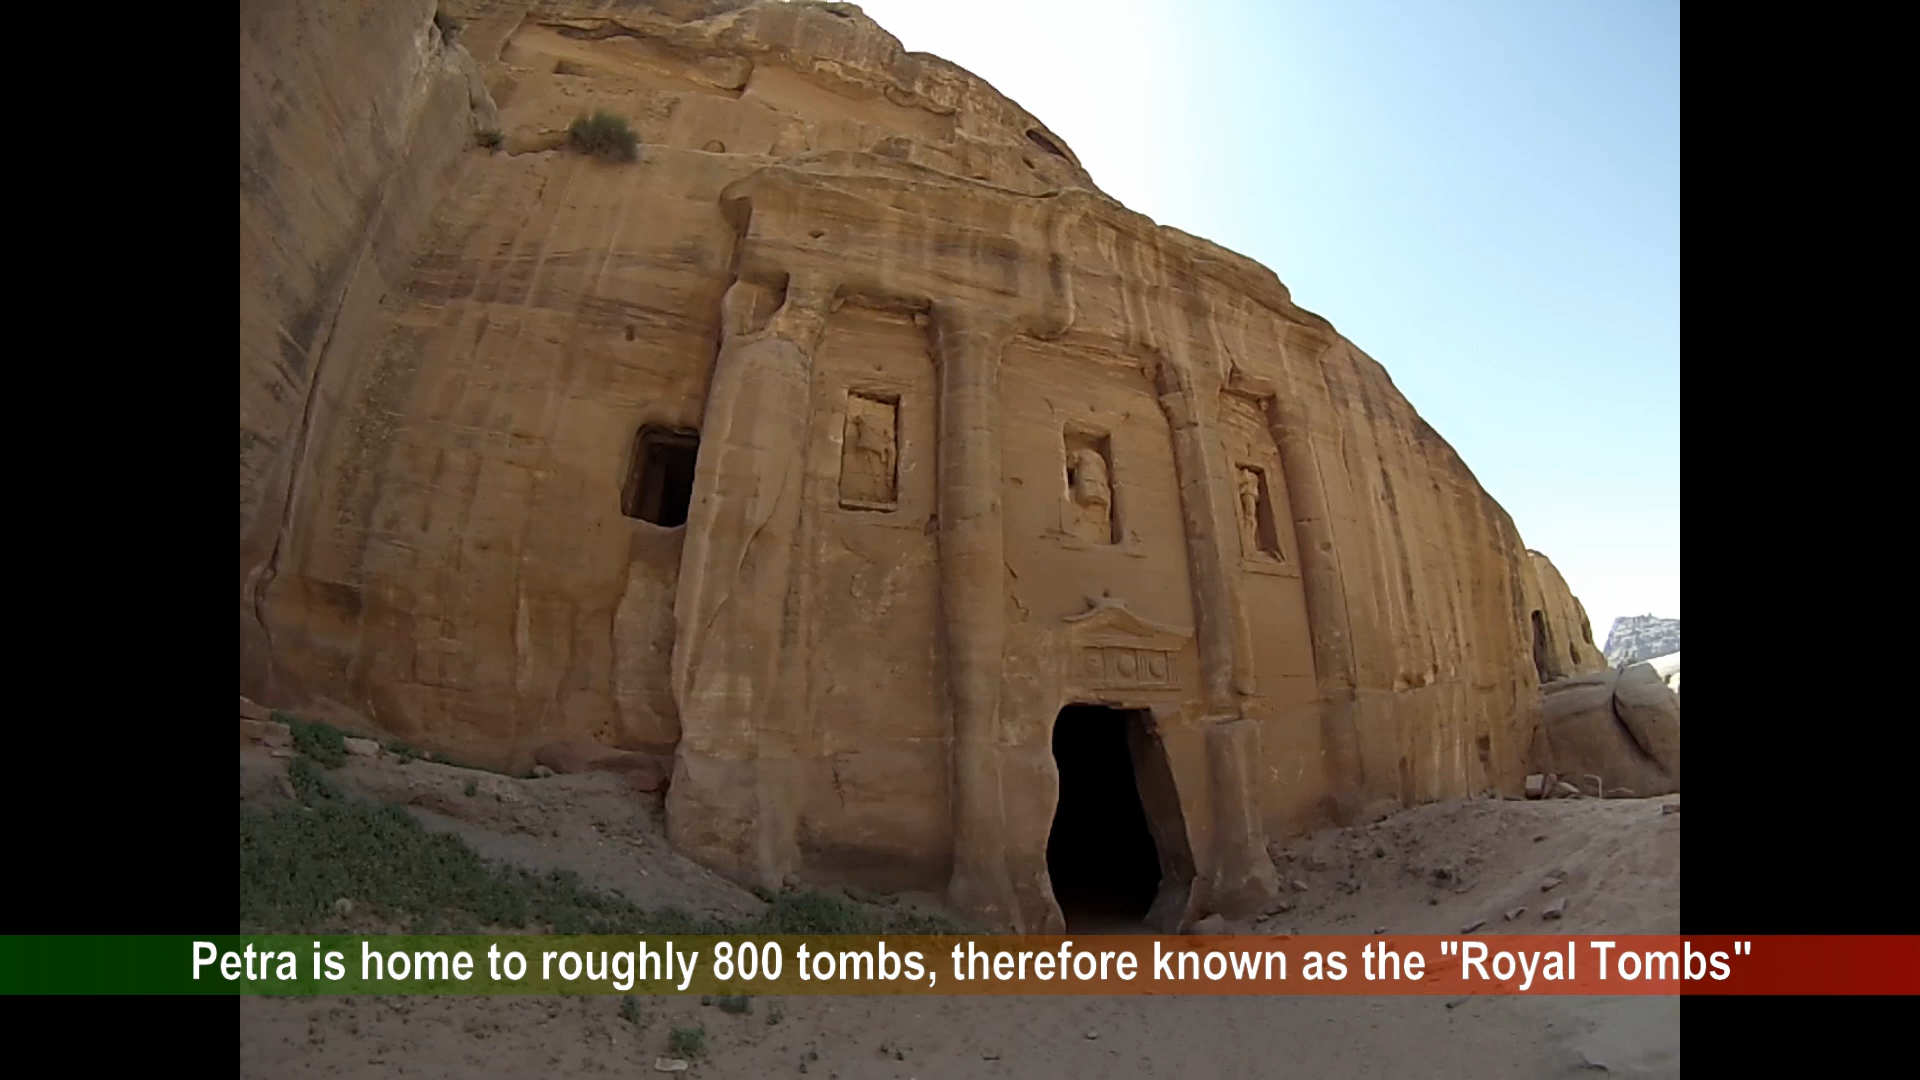 Petra is home to roughly 800 tombs, therefore known as the "Royal Tombs"